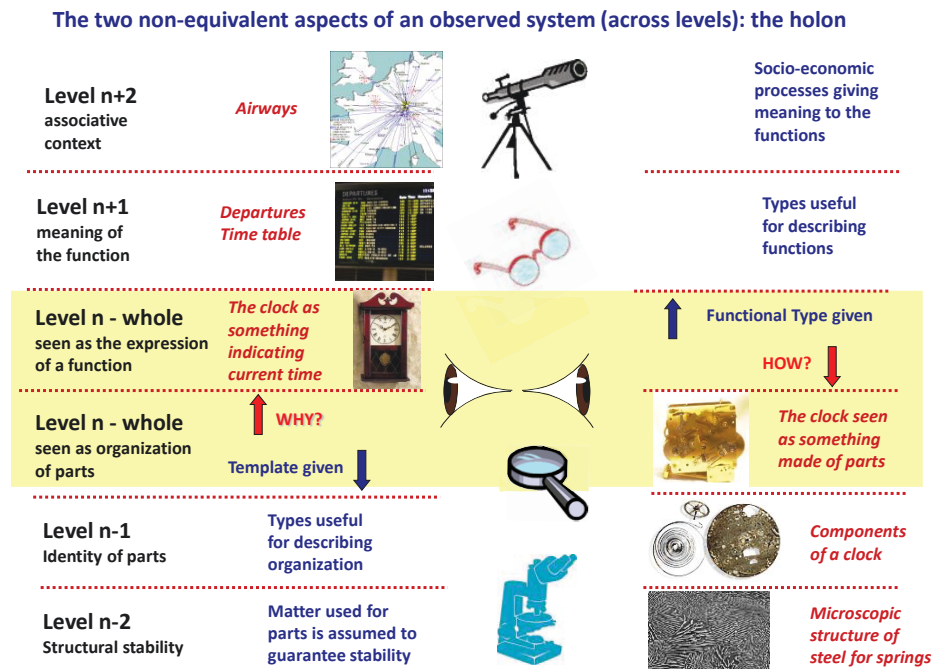 The two non-equivalent aspects of an observed system (across levels): the holon
Level n+2
associative
context
Airways
Socio-economic
processes giving
meaning to the
functions
Level n+1
meaning of
the function
Departures
Time table
DEPARTURES
Types useful
for describing
functions
Level n - whole
seen as the expression
of a function
The clock as
something
indicating
current time
Functional Type given
HOW?
WHY?
Level n - whole
seen as organization
of parts
Template given
The clock seen
as something
made of parts
Level n-1
Identity of parts
Types useful
for describing
organization
Components
of a clock
Level n-2
Structural stability
Matter used for
parts is assumed to
guarantee stability
Microscopic
structure of
steel for springs